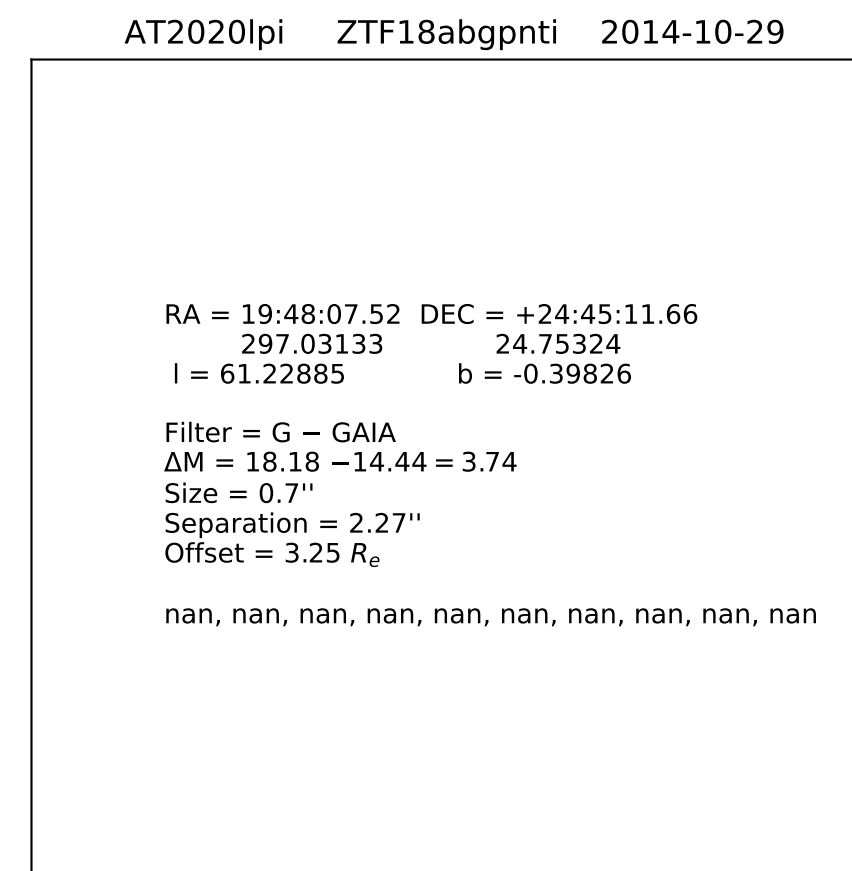 AT2020lpi ZTF18abgpnti 2014-10-29
RA = 19:48:07.52 DEC = +24:45:11.66
297.03133 24.75324
l = 61.22885 b = -0.39826
Filter = G − GAIA
ΔM = 18.18 −14.44 = 3.74
Size = 0.7''
Separation = 2.27''
Offset = 3.25 Re
nan, nan, nan, nan, nan, nan, nan, nan, nan, nan